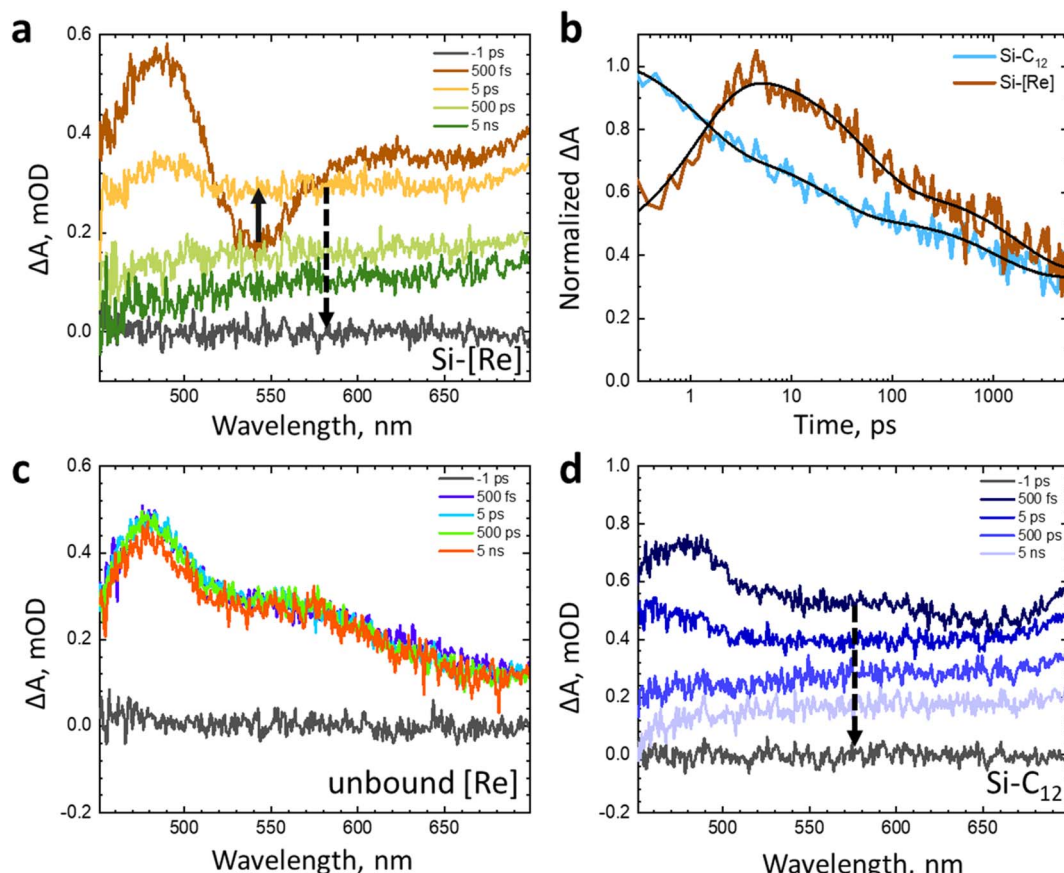 a
0.6
0.4
0.2
0.0
ΔA, mOD
-1 ps
500 fs
5 ps
500 ps
5 ns
Si-[Re]
500 550 600 650
Wavelength, nm
b
1.0
0.8
0.6
0.4
0.2
0.0
Normalized ΔA
Si-C12
Si-[Re]
1 10 100 1000
Time, ps
c
0.6
0.4
0.2
0.0
-0.2
ΔA, mOD
-1 ps
500 fs
5 ps
500 ps
5 ns
unbound [Re]
500 550 600 650
Wavelength, nm
d
1.0
0.8
0.6
0.4
0.2
0.0
-0.2
ΔA, mOD
-1 ps
500 fs
5 ps
500 ps
5 ns
Si-C12
500 550 600 650
Wavelength, nm